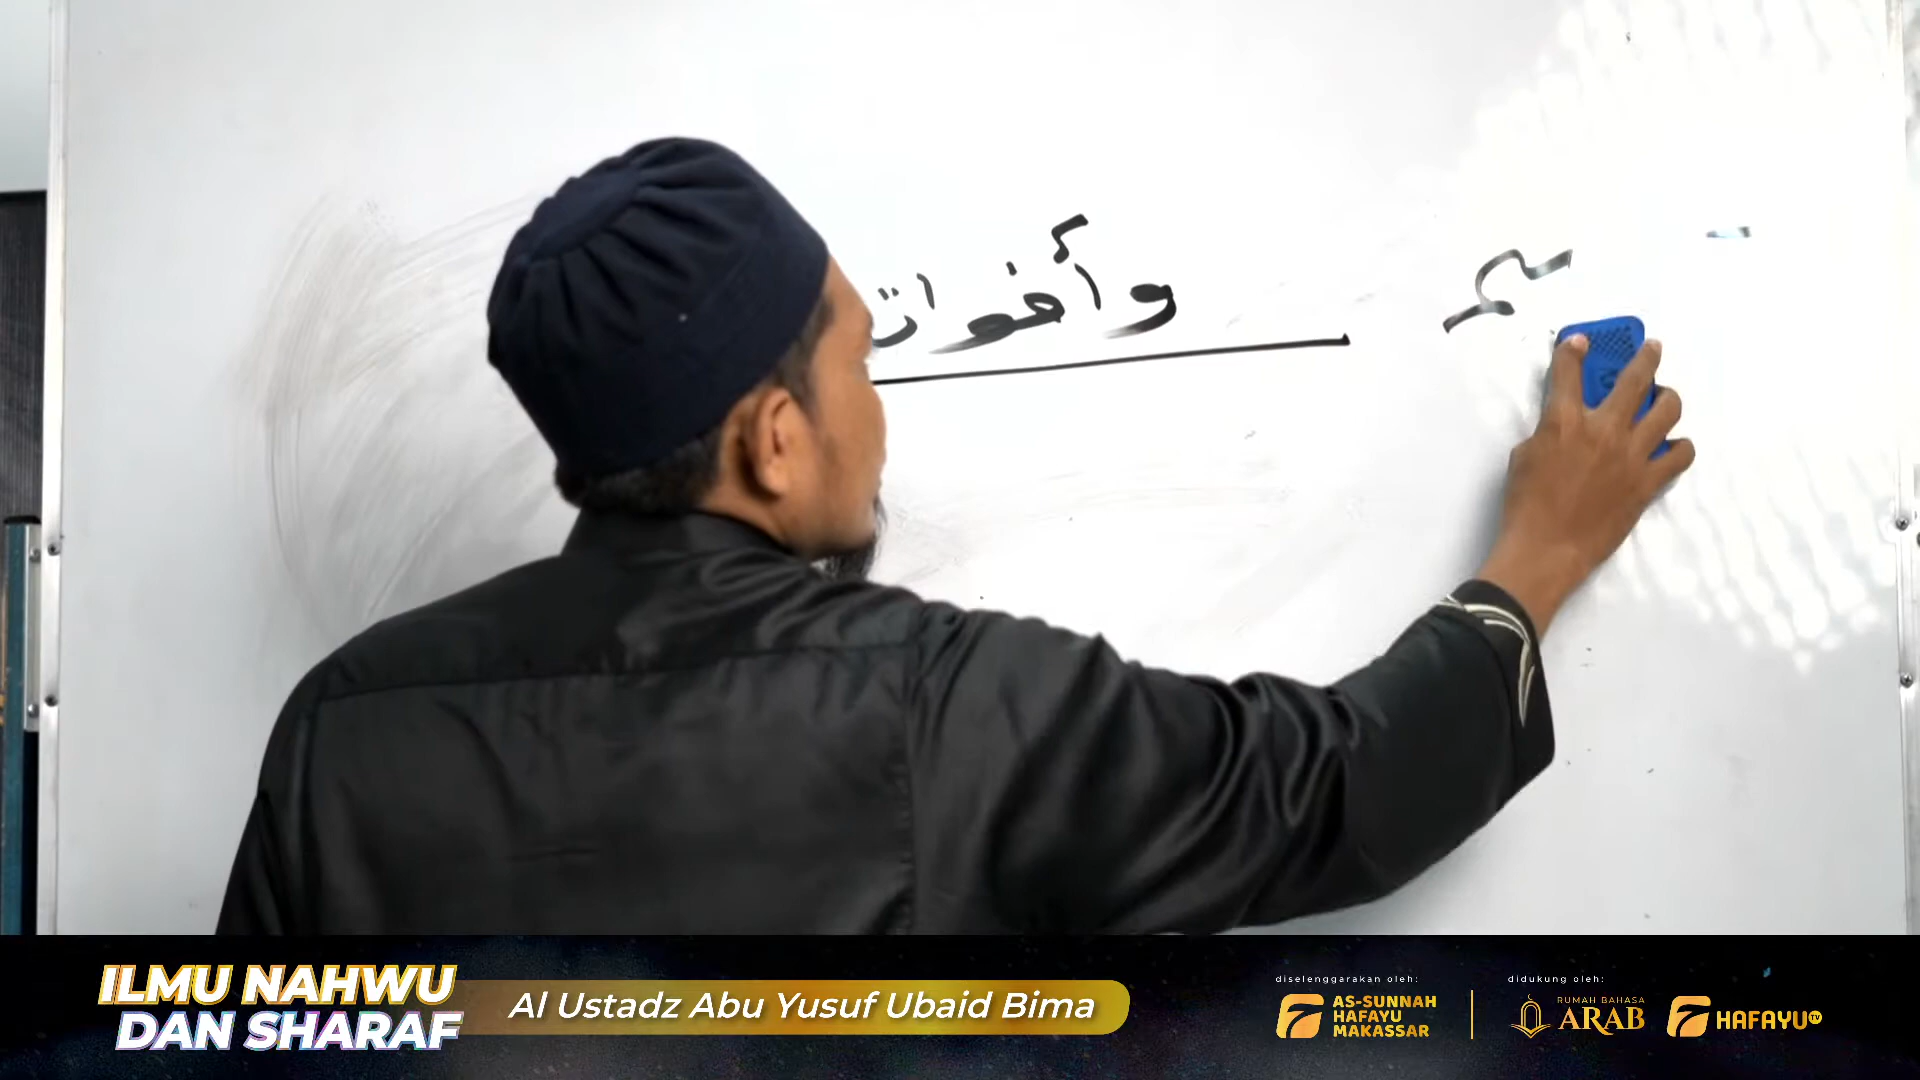 وأخوات
ILMU NAHWU
DAN SHARAF
Al Ustadz Abu Yusuf Ubaid Bima
diselenggarakan oleh:
AS-SUNNAH
HAFAYU
MAKASSAR
didukung oleh:
RUMAH BAHASA
ARAB
HAFAYU TV